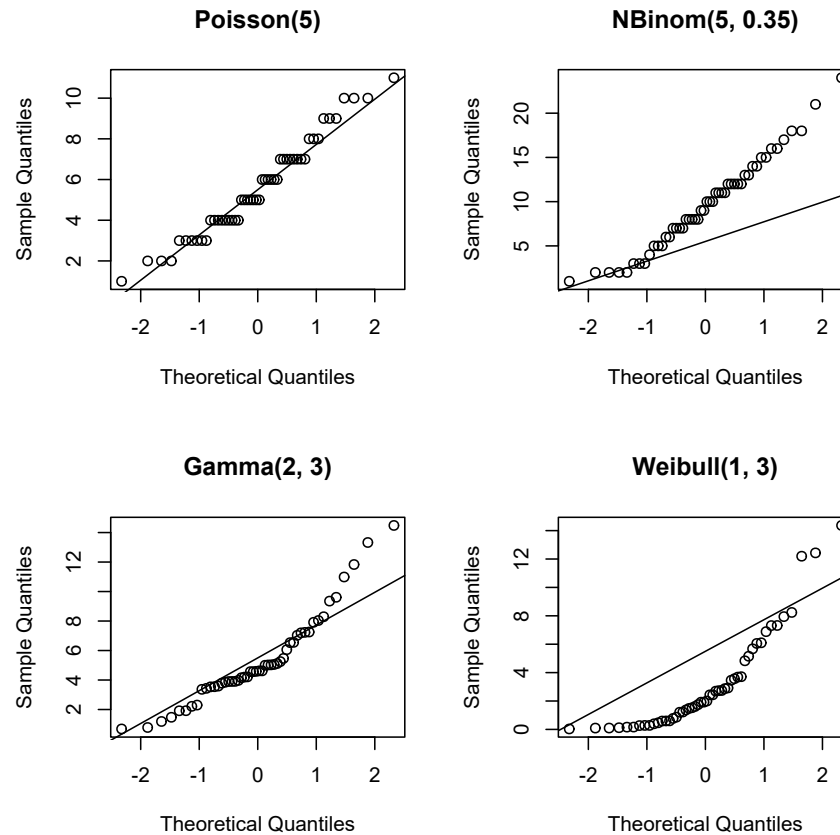 Poisson(5)
Sample Quantiles
10
8
6
4
2
-2 -1 0 1 2
Theoretical Quantiles
NBinom(5, 0.35)
Sample Quantiles
20
15
10
5
-2 -1 0 1 2
Theoretical Quantiles
Gamma(2, 3)
Sample Quantiles
12
8
6
4
2
-2 -1 0 1 2
Theoretical Quantiles
Weibull(1, 3)
Sample Quantiles
12
8
4
0
-2 -1 0 1 2
Theoretical Quantiles